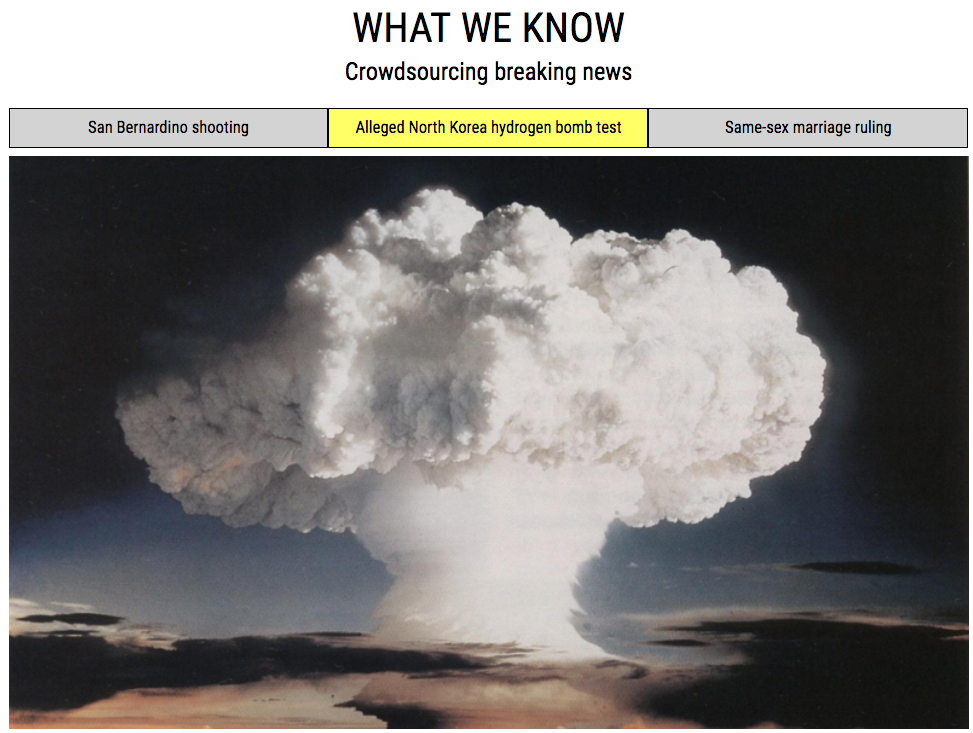 WHAT WE KNOW
Crowdsourcing breaking news
San Bernardino shooting
Alleged North Korea hydrogen bomb test
Same-sex marriage ruling